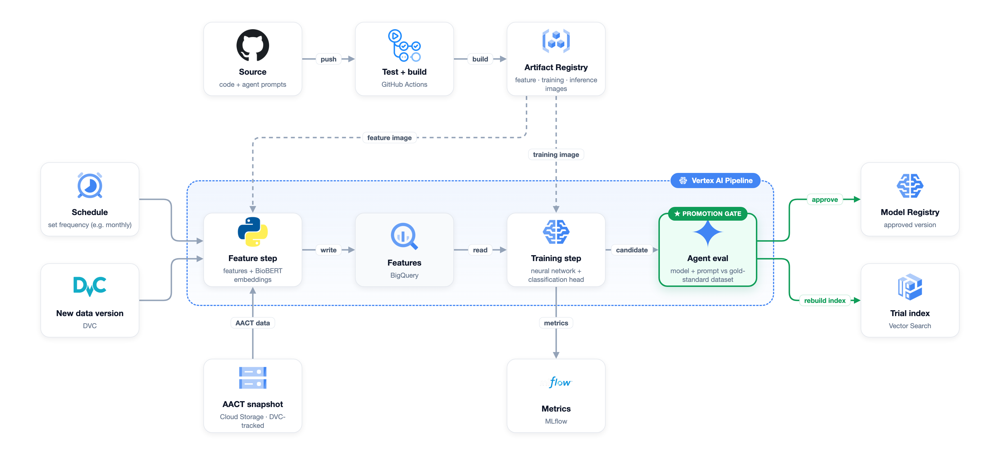 Source
code + agent prompts
push
Test + build
GitHub Actions
build
Artifact Registry
feature · training · inference
images
feature image
training image
Schedule
set frequency (e.g. monthly)
DVC
New data version
DVC
Vertex AI Pipeline
Feature step
features + BioBERT
embeddings
write
Features
BigQuery
read
Training step
neural network +
classification head
candidate
★ PROMOTION GATE
Agent eval
model + prompt vs gold-
standard dataset
approve
Model Registry
approved version
rebuild index
Trial index
Vector Search
AACT data
AACT snapshot
Cloud Storage · DVC-
tracked
metrics
mlflow
Metrics
MLflow